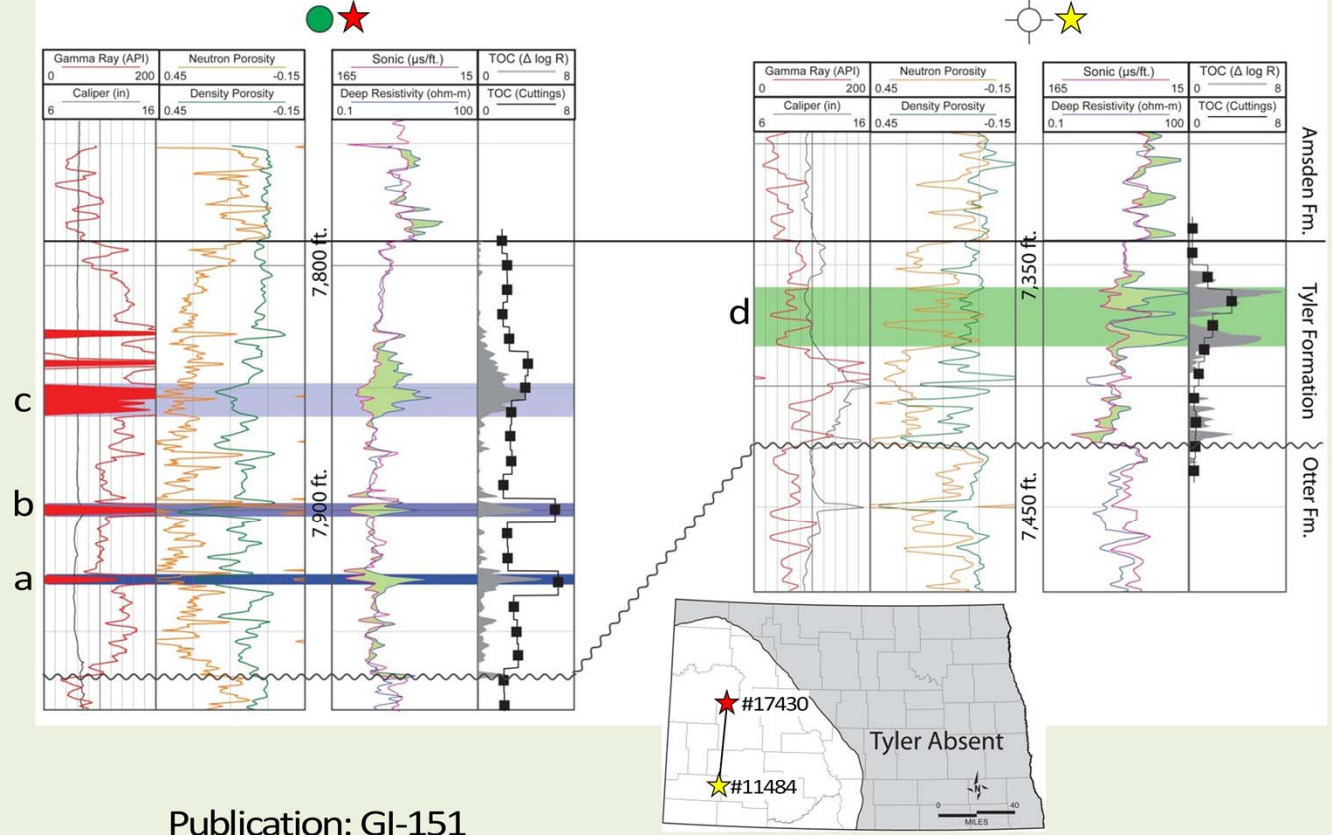 Gamma Ray (API)
0 200
Caliper (in)
6 16
Neutron Porosity
0.45 -0.15
Density Porosity
0.45 -0.15
Sonic (µs/ft.)
165 15
Deep Resistivity (ohm-m)
0.1 100
TOC (Δ log R)
0 8
TOC (Cuttings)
0 8
7,800 ft.
7,900 ft.
c
b
a
Gamma Ray (API)
0 200
Caliper (in)
6 16
Neutron Porosity
0.45 -0.15
Density Porosity
0.45 -0.15
Sonic (µs/ft.)
165 15
Deep Resistivity (ohm-m)
0.1 100
TOC (Δ log R)
0 8
TOC (Cuttings)
0 8
7,350 ft.
7,450 ft.
d
Amsden Fm.
Tyler Formation
Otter Fm.
#17430
#11484
Tyler Absent
N
0 40
MILES
Publication: GI-151